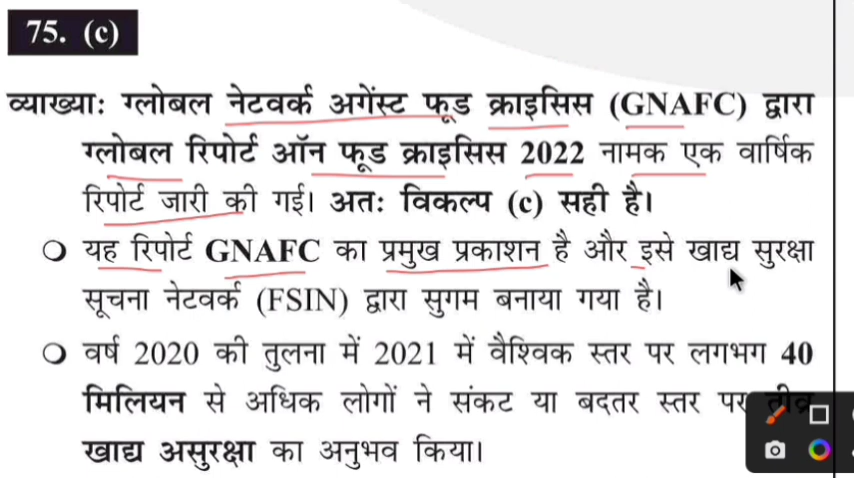 75. (c)
व्याख्या: ग्लोबल नेटवर्क अगेंस्ट फूड क्राइसिस (GNAFC) द्वारा
ग्लोबल रिपोर्ट ऑन फूड क्राइसिस 2022 नामक एक वार्षिक
रिपोर्ट जारी की गई। अतः विकल्प (c) सही है।
यह रिपोर्ट GNAFC का प्रमुख प्रकाशन है और इसे खाद्य सुरक्षा
सूचना नेटवर्क (FSIN) द्वारा सुगम बनाया गया है।
वर्ष 2020 की तुलना में 2021 में वैश्विक स्तर पर लगभग 40
मिलियन से अधिक लोगों ने संकट या बदतर स्तर पर तीव्र
खाद्य असुरक्षा का अनुभव किया।